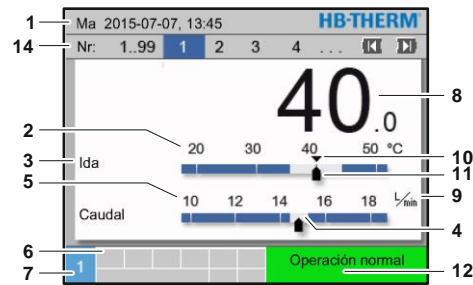 1 Ma 2015-07-07, 13:45 HB-THERM
14 Nr: 1..99 1 2 3 4 ...
40.0 8
2 20 30 40 50 °C 10
3 Ida 11
5 10 12 14 16 18 L/min 9
Caudal 4
6
7 1 Operación normal 12